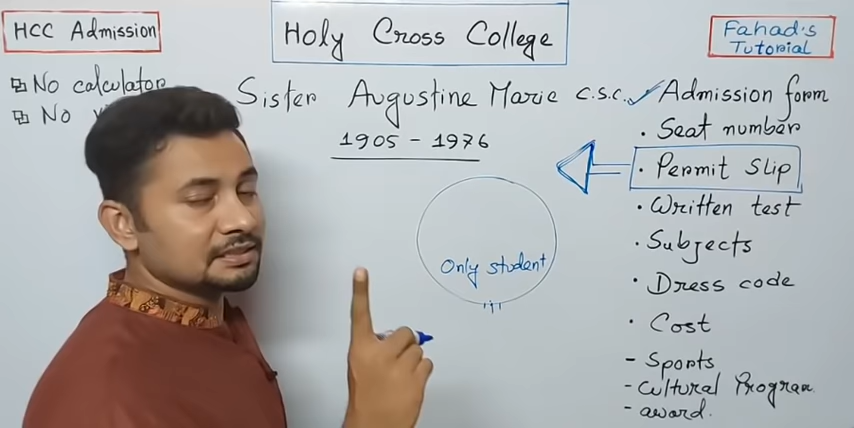 HCC Admission
Holy Cross College
Fahad's
Tutorial
No calculator
No
Sister Augustine Marie c.s.c.
1905 - 1976
Only student
✓ Admission form
· Seat number
· Permit Slip
· Written test
· Subjects
· Dress code
· Cost
- Sports
- Cultural Program
- award.